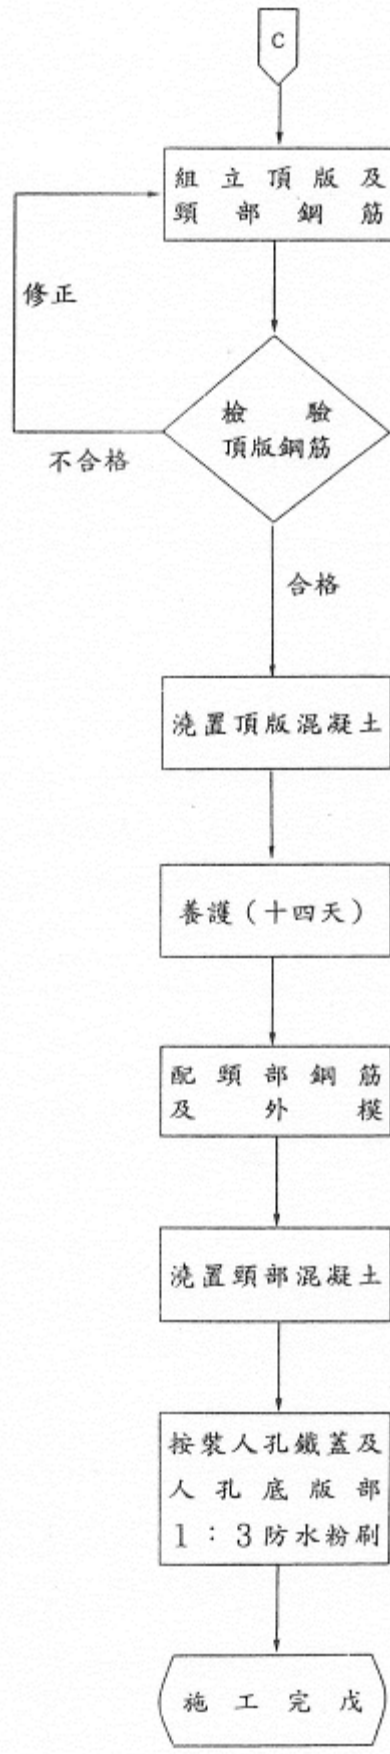 C
組立頂版及
頸部鋼筋
修正
檢驗
頂版鋼筋
不合格
合格
澆置頂版混凝土
養護(十四天)
配頸部鋼筋
及外模
澆置頸部混凝土
按裝人孔鐵蓋及
人孔底版部
1:3防水粉刷
施工完戊